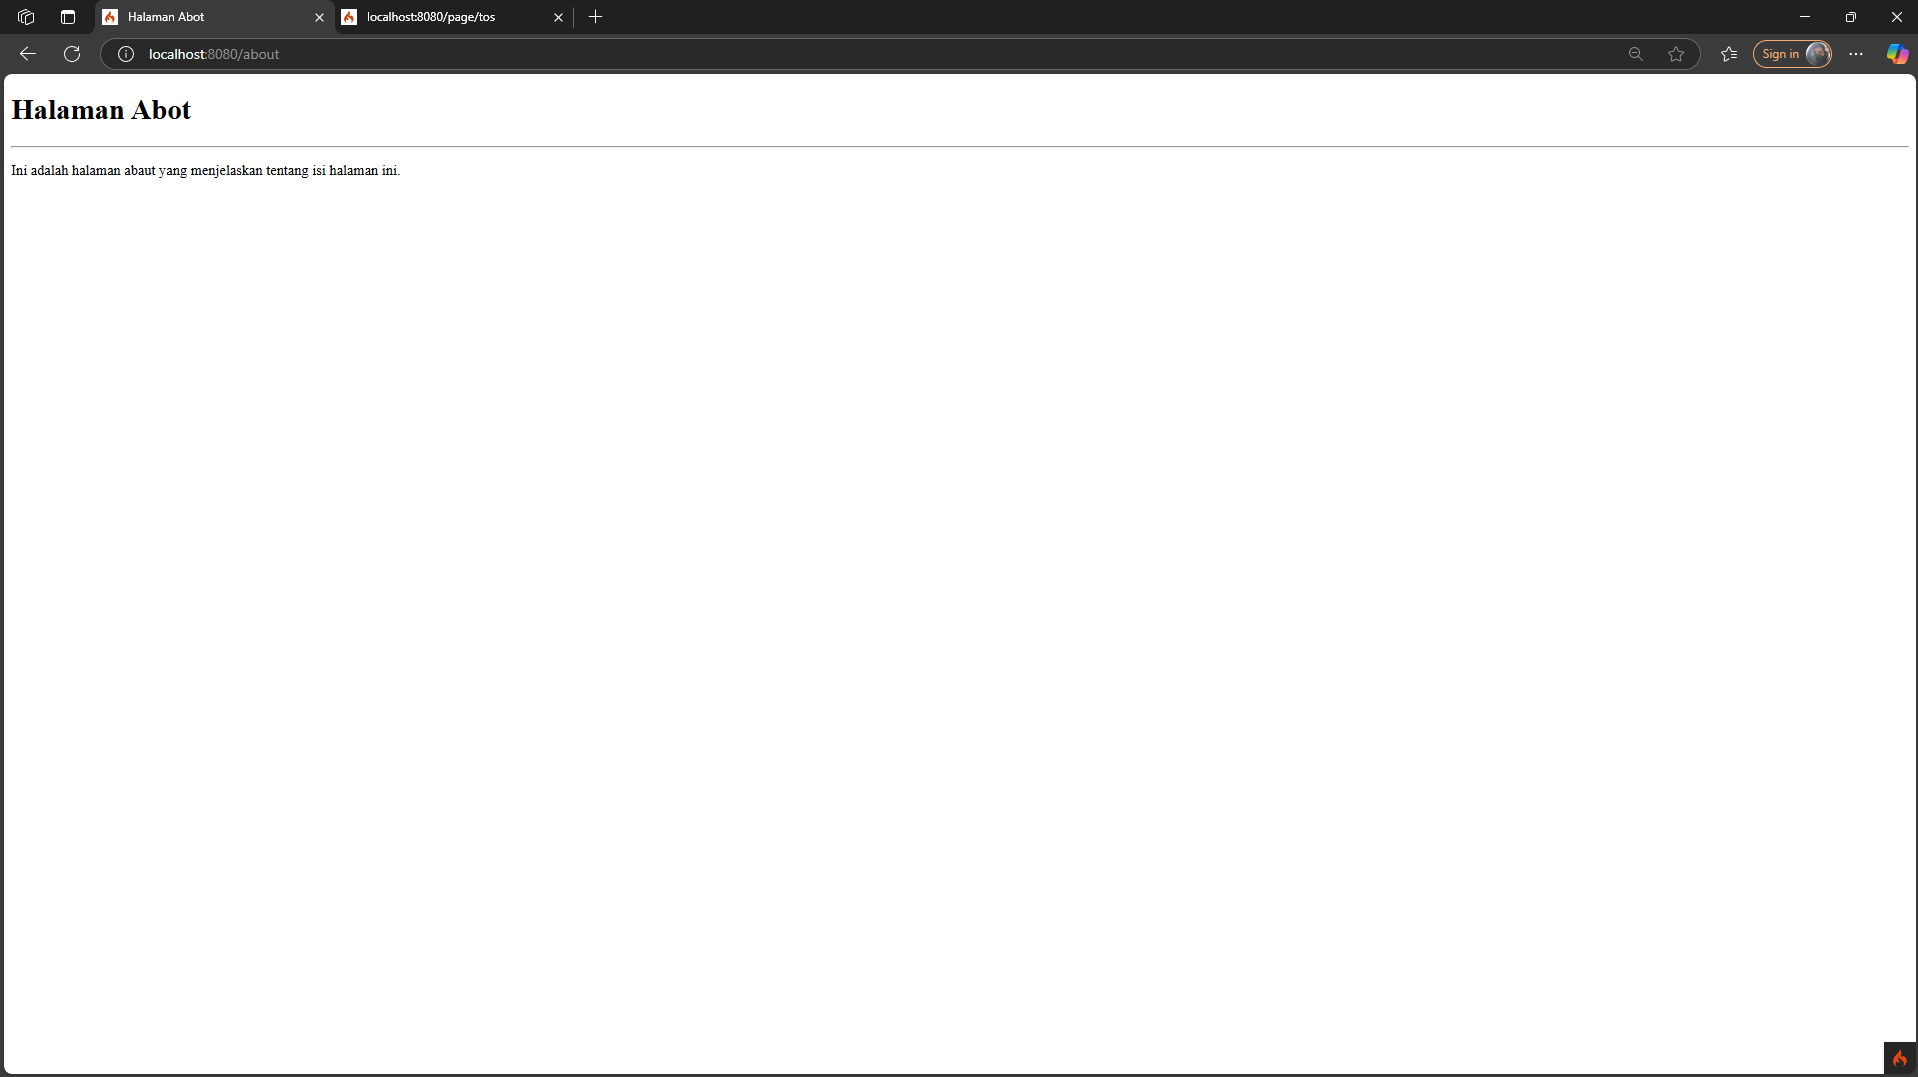 Halaman Abot
localhost:8080/page/tos
localhost:8080/about
Sign in
Halaman Abot
Ini adalah halaman abaut yang menjelaskan tentang isi halaman ini.